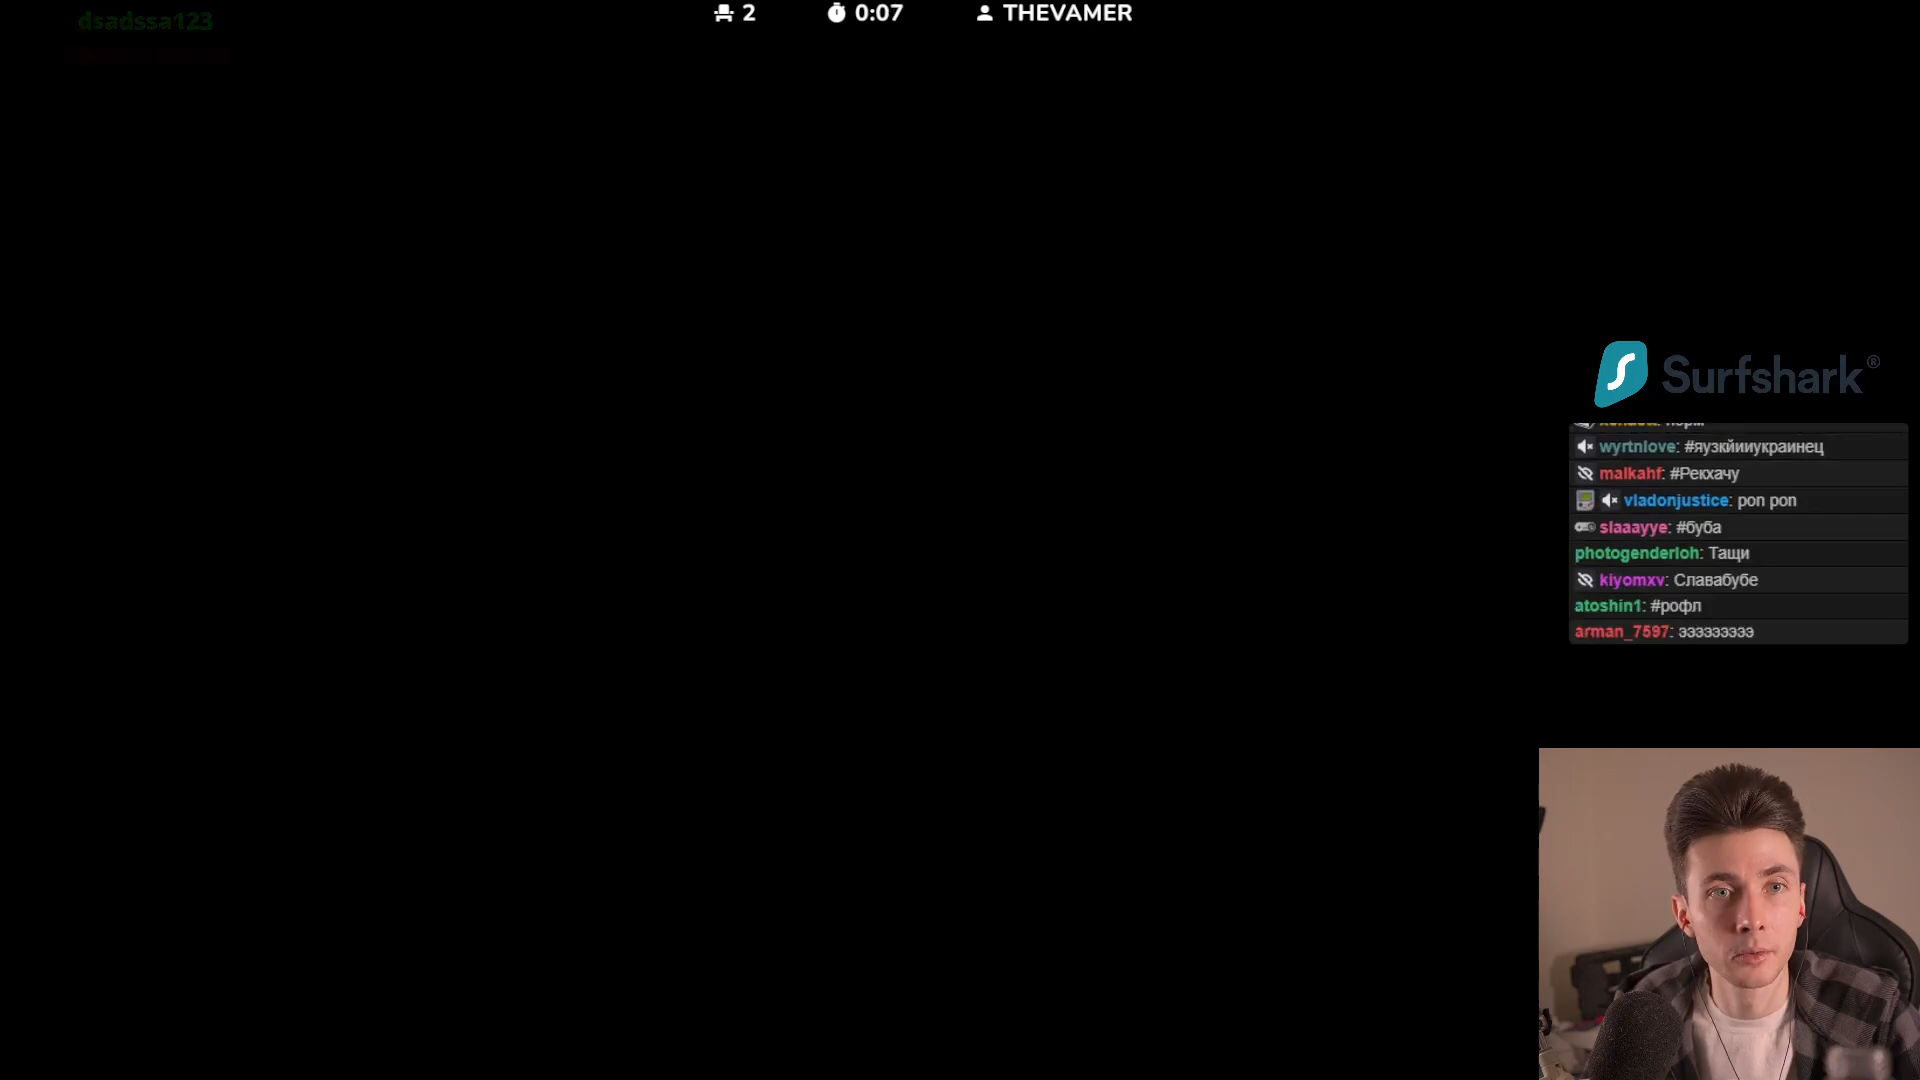 dsadssa123
2
0:07
THEVAMER
Surfshark®
wyrtnlove: #яузкйииукраинец
malkahf: #Рекхачу
vladonjustice: pon pon
slaaayye: #буба
photogenderloh: Тащи
kiyomxv: Славабубе
atoshin1: #рофл
arman_7597: эээээээээ